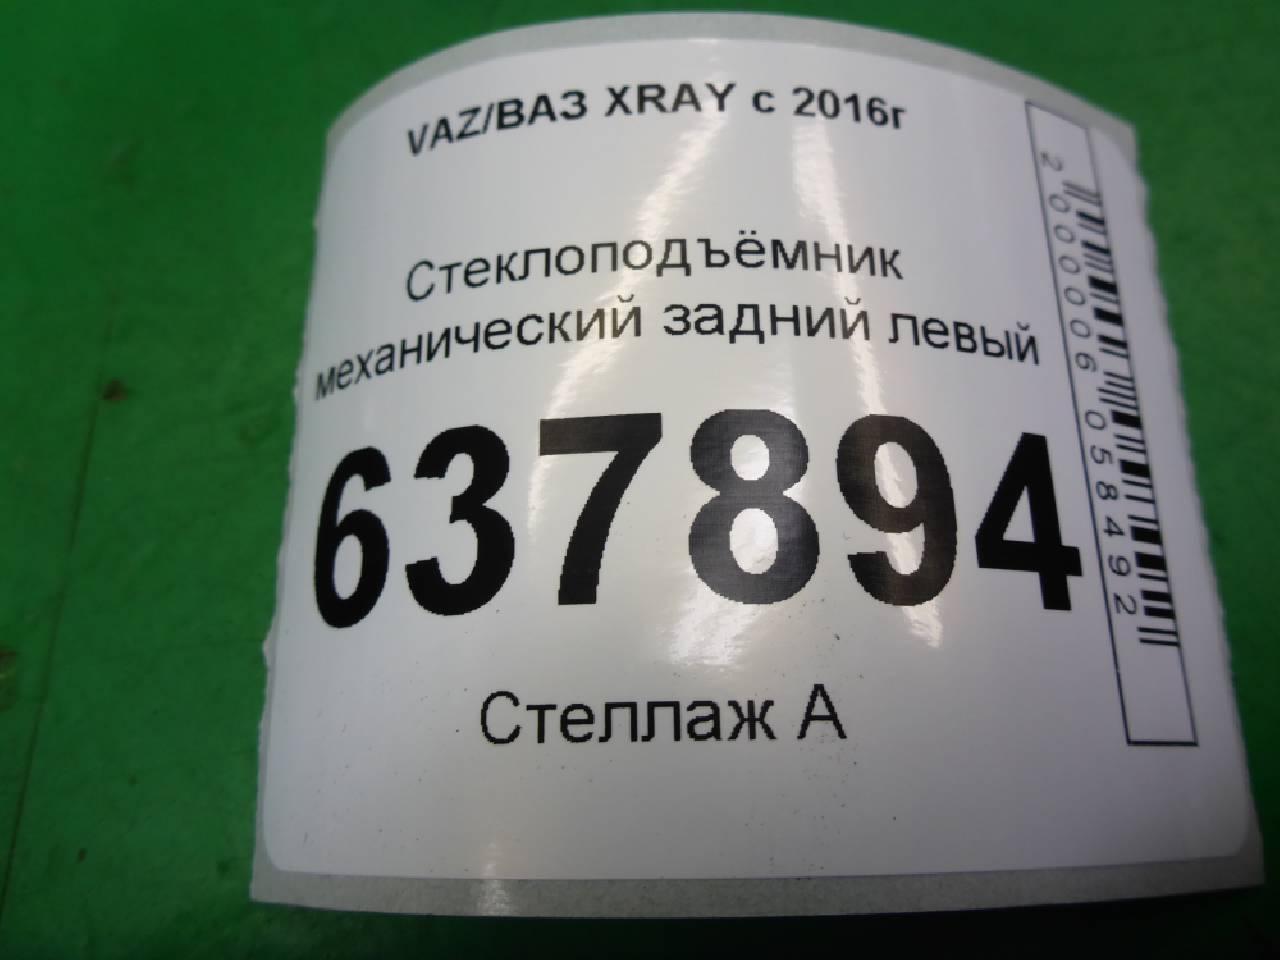 VAZ/ВАЗ XRAY с 2016г
Стеклоподъёмник
механический задний левый
637894
Стеллаж А
2000006058492